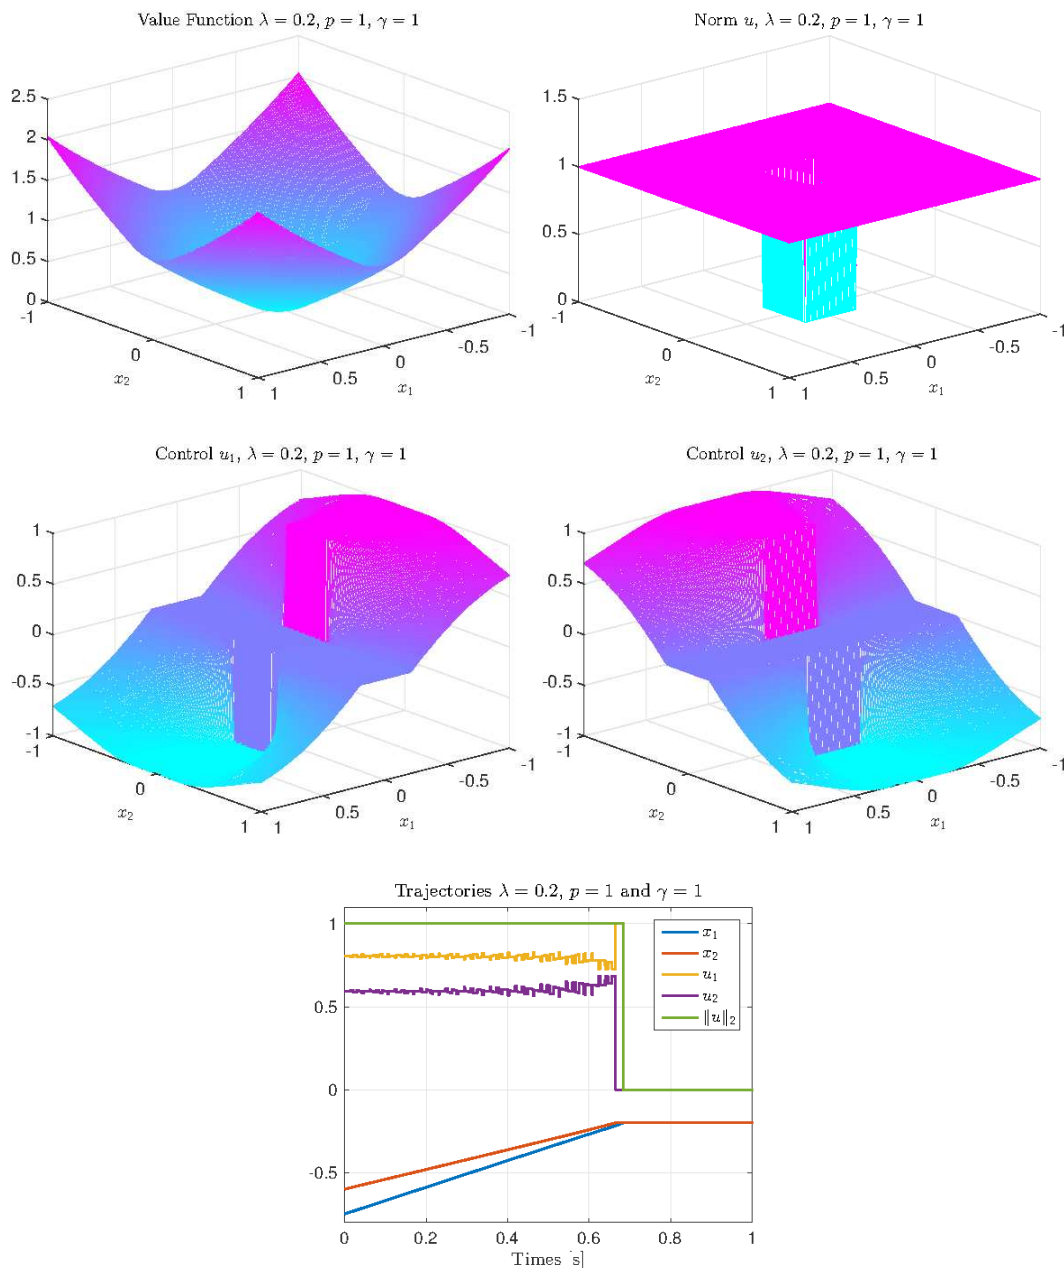 Value Function λ = 0.2, p = 1, γ = 1
2.5
2
1.5
1
0.5
0
-1
0
1
x₂
1
0.5
0
-0.5
-1
x₁
Norm u, λ = 0.2, p = 1, γ = 1
1.5
1
0.5
0
-1
0
1
x₂
1
0.5
0
-0.5
-1
x₁
Control u₁, λ = 0.2, p = 1, γ = 1
1
0.5
0
-0.5
-1
-1
0
1
x₂
1
0.5
0
-0.5
-1
x₁
Control u₂, λ = 0.2, p = 1, γ = 1
1
0.5
0
-0.5
-1
-1
0
1
x₂
1
0.5
0
-0.5
-1
x₁
Trajectories λ = 0.2, p = 1 and γ = 1
1
0.5
0
-0.5
x₁
x₂
u₁
u₂
‖u‖₂
0 0.2 0.4 0.6 0.8 1
Times [s]